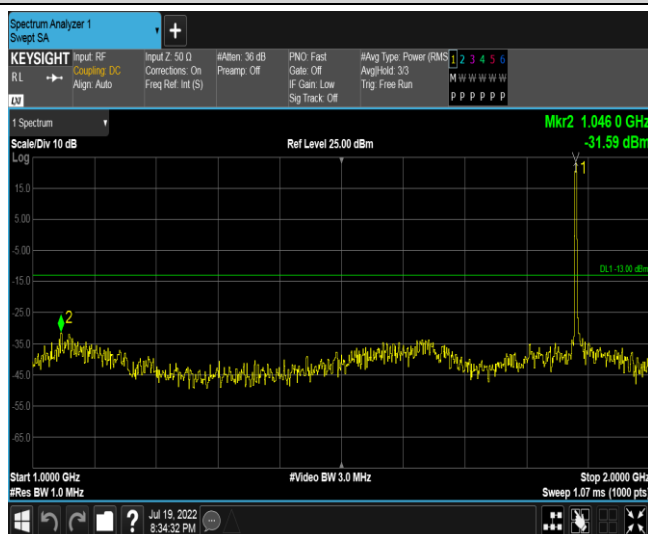 Spectrum Analyzer 1
Swept SA
KEYSIGHT
RL
LXI
Input: RF
Coupling: DC
Align: Auto
Input Z: 50 Ω
Corrections: On
Freq Ref: Int (S)
#Atten: 36 dB
Preamp: Off
PNO: Fast
Gate: Off
IF Gain: Low
Sig Track: Off
#Avg Type: Power (RMS
Avg|Hold: 3/3
Trig: Free Run
1 2 3 4 5 6
M W W W W W
P P P P P P
1 Spectrum
Scale/Div 10 dB
Ref Level 25.00 dBm
Mkr2 1.046 0 GHz
-31.59 dBm
Log
15.0
5.00
-5.00
-15.0
-25.0
-35.0
-45.0
-55.0
-65.0
1
2
DL1 -13.00 dBm
Start 1.0000 GHz
#Res BW 1.0 MHz
#Video BW 3.0 MHz
Stop 2.0000 GHz
Sweep 1.07 ms (1000 pts)
?
Jul 19, 2022
8:34:32 PM